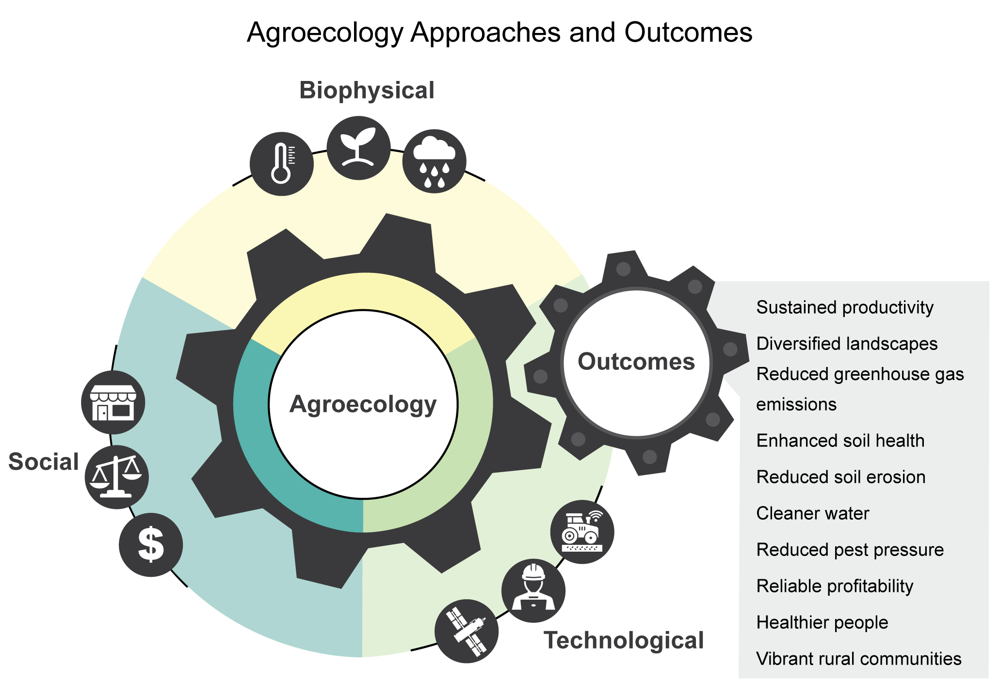 Agroecology Approaches and Outcomes
Biophysical
Social
Agroecology
Technological
$
Outcomes
Sustained productivity
Diversified landscapes
Reduced greenhouse gas
emissions
Enhanced soil health
Reduced soil erosion
Cleaner water
Reduced pest pressure
Reliable profitability
Healthier people
Vibrant rural communities